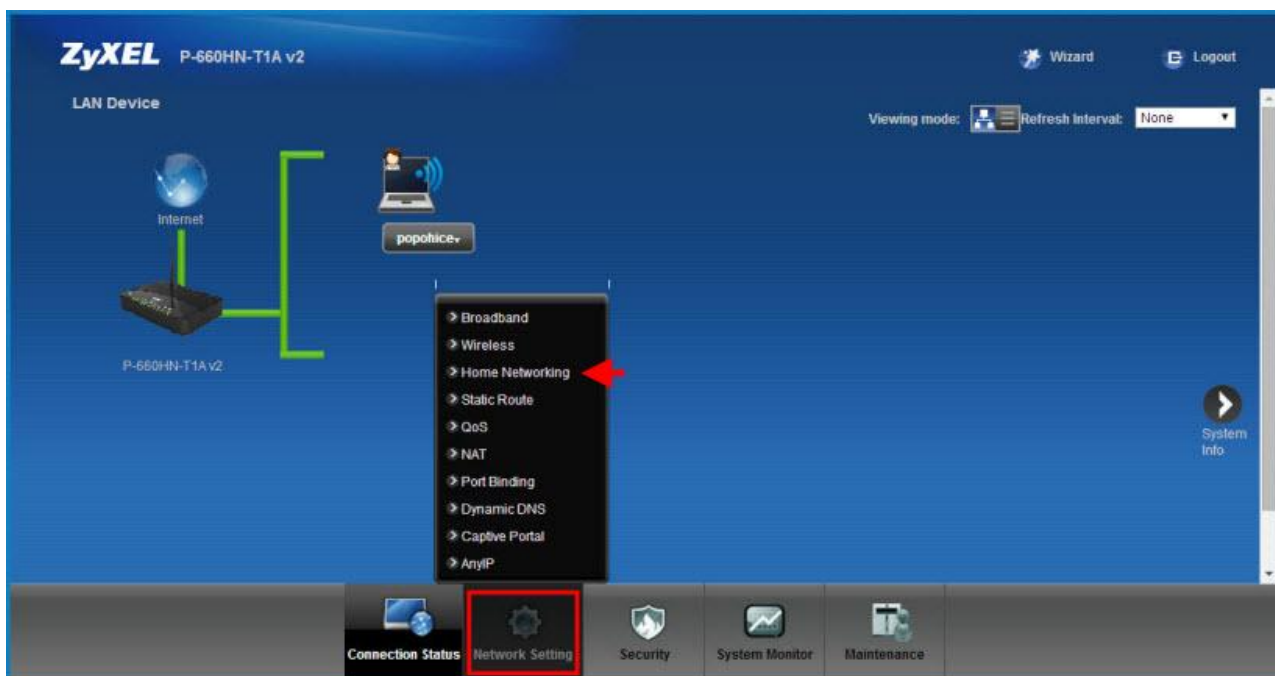 ZyXEL P-660HN-T1A v2
Wizard
Logout
LAN Device
Viewing mode:
Refresh Interval:
None
Internet
popohice
P-660HN-T1A v2
Broadband
Wireless
Home Networking
Static Route
QoS
NAT
Port Binding
Dynamic DNS
Captive Portal
AnyIP
System
Info
Connection Status
Network Setting
Security
System Monitor
Maintenance